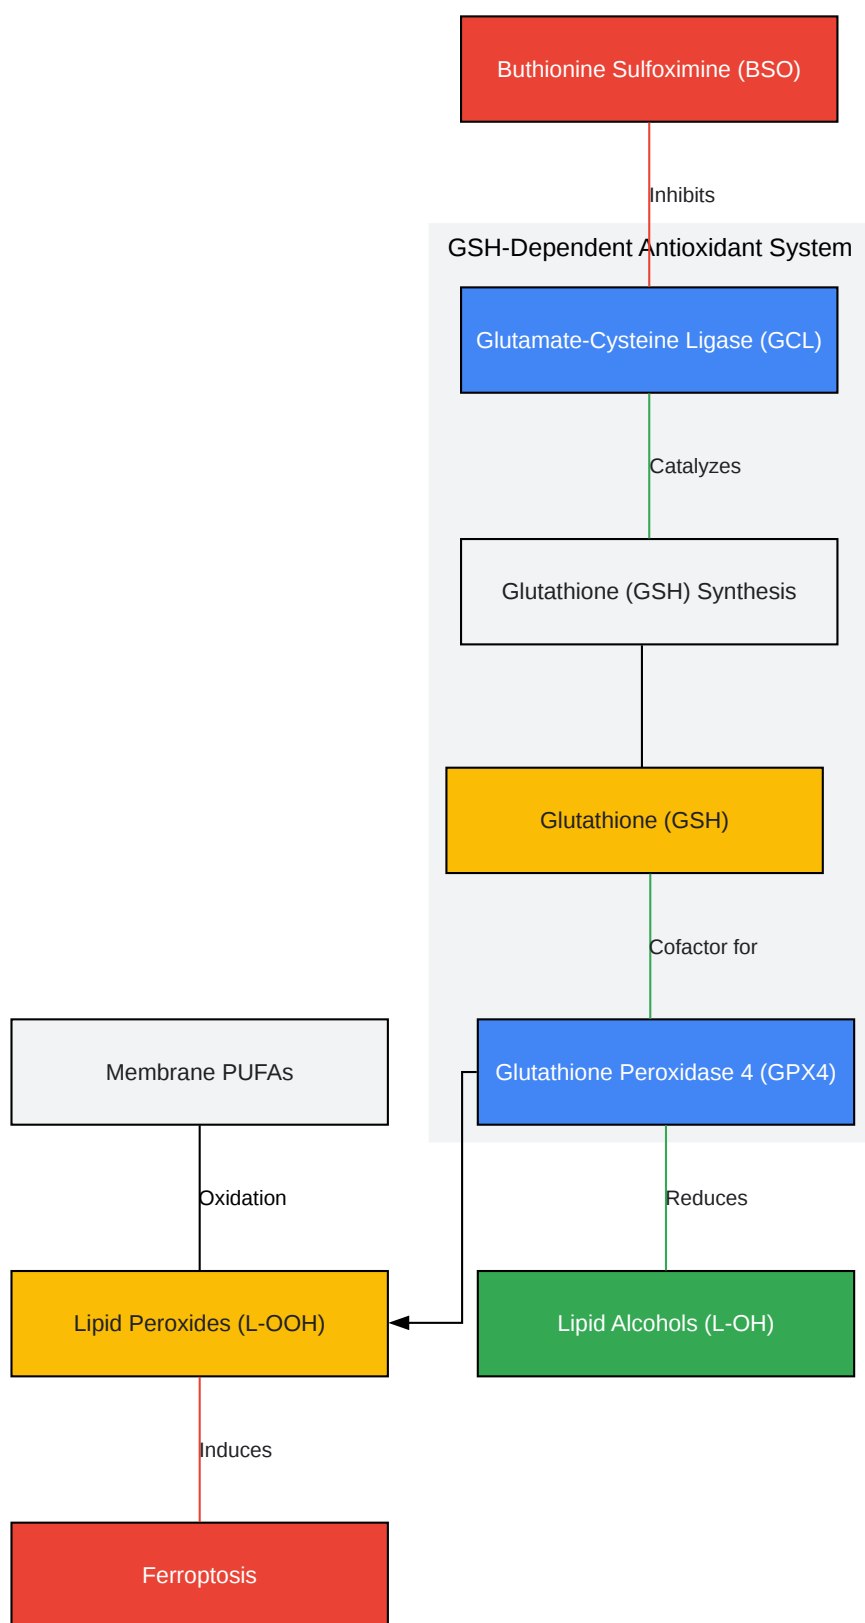 Buthionine Sulfoximine (BSO)
Inhibits
GSH-Dependent Antioxidant System
Glutamate-Cysteine Ligase (GCL)
Catalyzes
Glutathione (GSH) Synthesis
Glutathione (GSH)
Cofactor for
Membrane PUFAs
Glutathione Peroxidase 4 (GPX4)
Oxidation
Reduces
Lipid Peroxides (L-OOH)
Lipid Alcohols (L-OH)
Induces
Ferroptosis